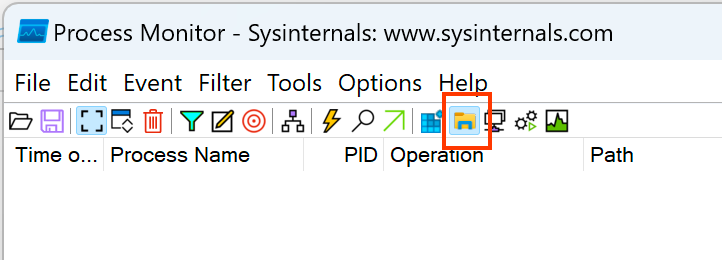 Process Monitor - Sysinternals: www.sysinternals.com
File Edit Event Filter Tools Options Help
Time o... Process Name PID Operation Path